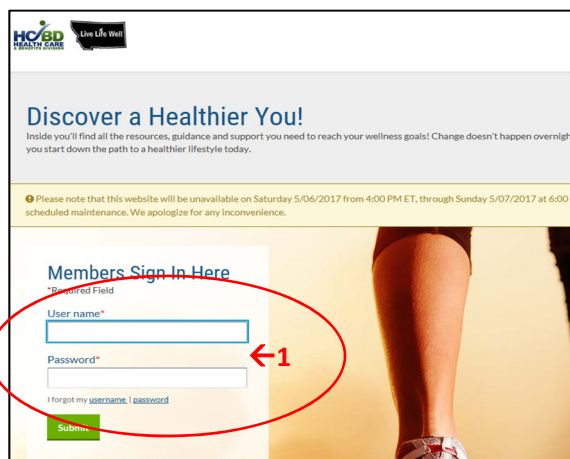 HC BD
HEALTH CARE
& BENEFITS DIVISION
Live Life Well
Discover a Healthier You!
Inside you'll find all the resources, guidance and support you need to reach your wellness goals! Change doesn't happen overnigh
you start down the path to a healthier lifestyle today.
Please note that this website will be unavailable on Saturday 5/06/2017 from 4:00 PM ET, through Sunday 5/07/2017 at 6:00
scheduled maintenance. We apologize for any inconvenience.
Members Sign In Here
*Required Field
User name*
←1
Password*
I forgot my username | password
Submit